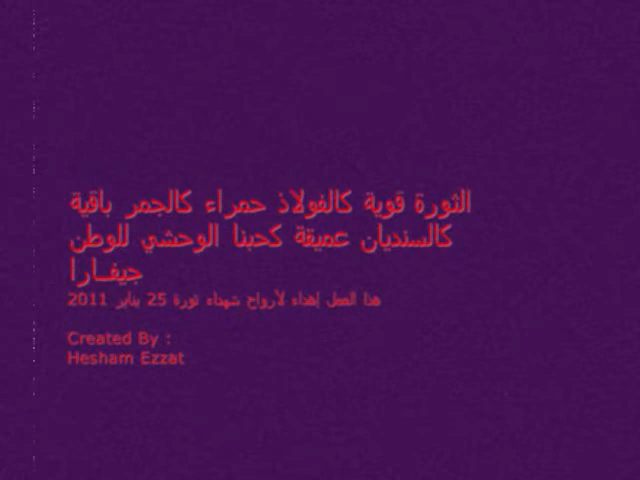 الثورة قوية كالفولاذ حمراء كالجمر باقية
كالسنديان عميقة كحبنا الوحشي للوطن
جيفــارا
هذا العمل إهداء لأرواح شهداء ثورة 25 يناير 2011
Created By :
Hesham Ezzat